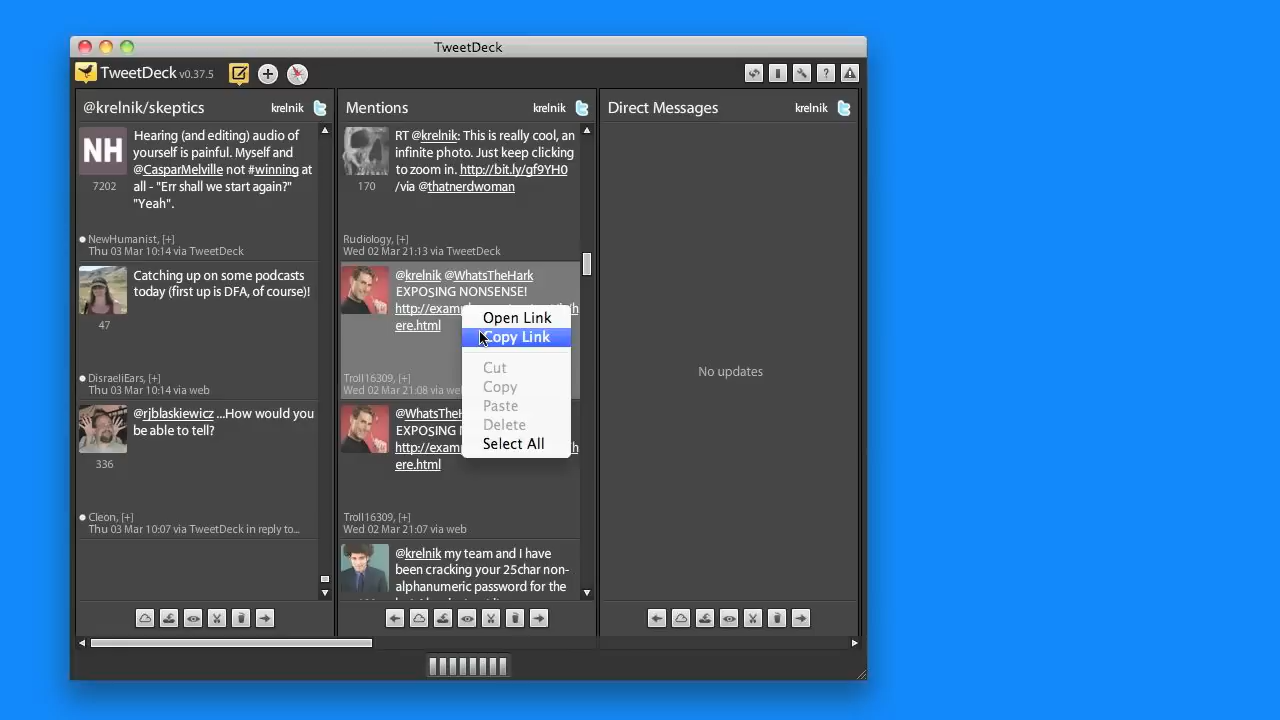 TweetDeck
TweetDeck v0.37.5
@krelnik/skeptics krelnik
NH
Hearing (and editing) audio of
yourself is painful. Myself and
@CasparMelville not #winning at
all - "Err shall we start again?"
"Yeah".
7202
NewHumanist, [+]
Thu 03 Mar 10:14 via TweetDeck
Catching up on some podcasts
today (first up is DFA, of course)!
47
DisraeliEars, [+]
Thu 03 Mar 10:14 via web
@rjblaskiewicz ...How would you
be able to tell?
336
Cleon, [+]
Thu 03 Mar 10:07 via TweetDeck in reply to...
Mentions krelnik
RT @krelnik: This is really cool, an
infinite photo. Just keep clicking
to zoom in. http://bit.ly/gf9YH0
/via @thatnerdwoman
170
Rudiology, [+]
Wed 02 Mar 21:13 via TweetDeck
@krelnik @WhatsTheHark
EXPOSING NONSENSE!
http://exam
ere.html
Troll16309, [+]
Wed 02 Mar 21:08 via web
@WhatsTheH
EXPOSING N
http://exam
ere.html
Troll16309, [+]
Wed 02 Mar 21:07 via web
@krelnik my team and I have
been cracking your 25char non-
alphanumeric password for the
Open Link
Copy Link
Cut
Copy
Paste
Delete
Select All
Direct Messages krelnik
No updates